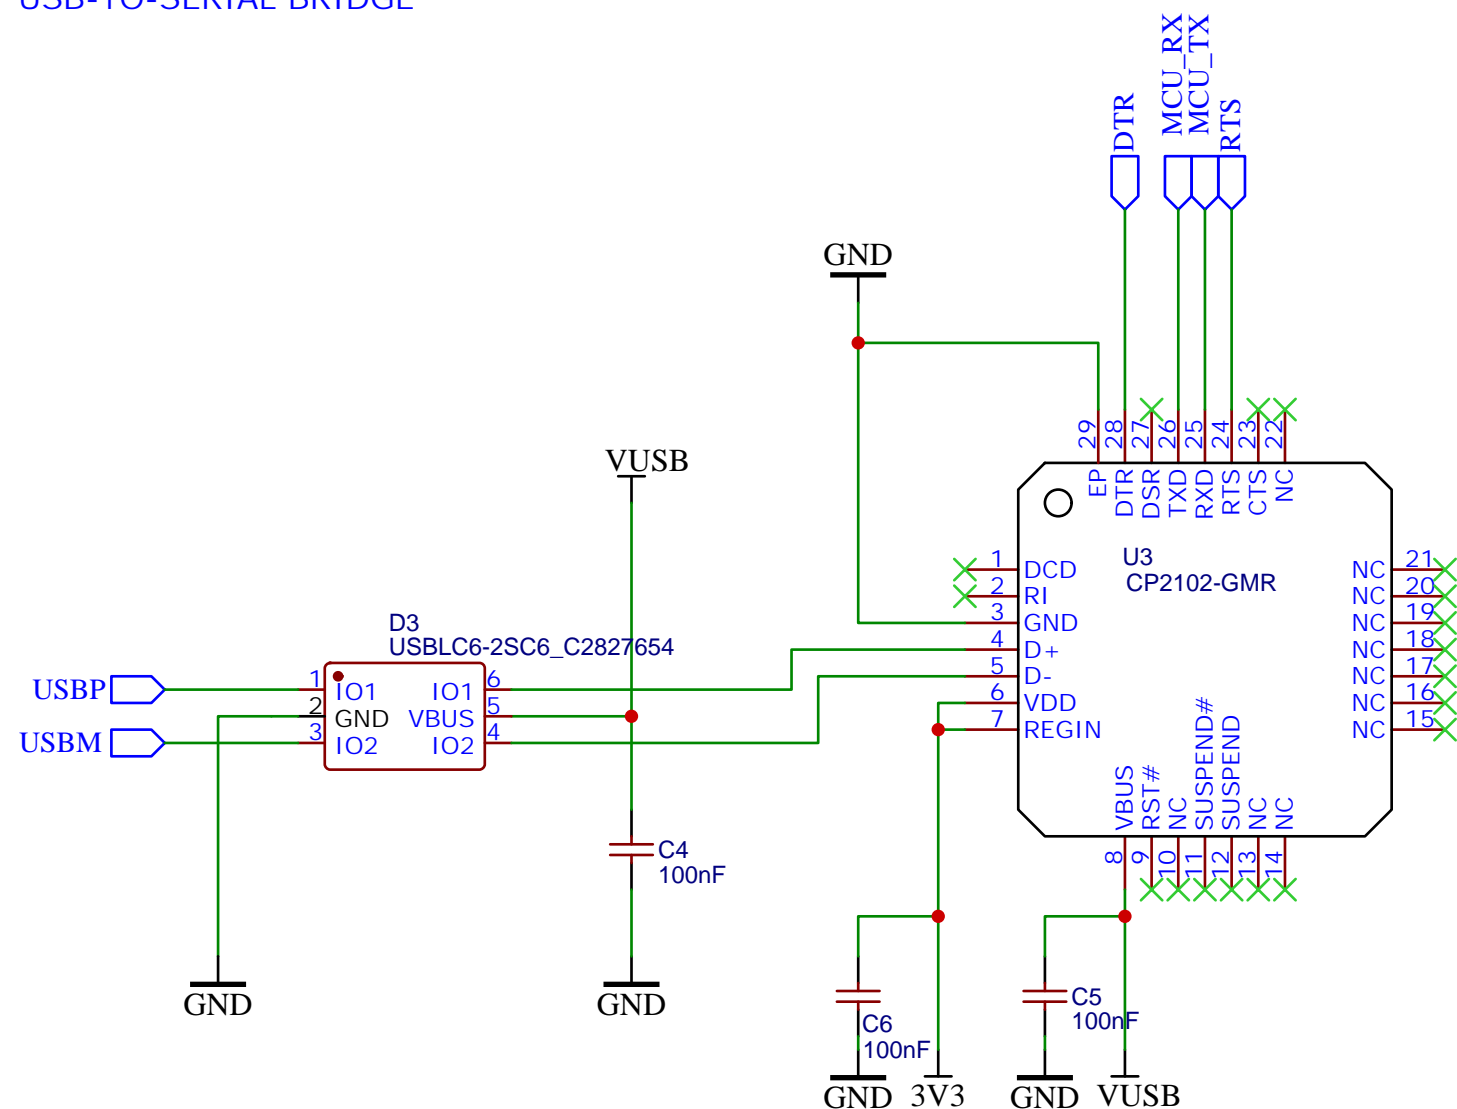 USB-TO-SERIAL BRIDGE
DTR
MCU_RX
MCU_TX
RTS
GND
29
28
27
26
25
24
23
22
EP
DTR
DSR
TXD
RXD
RTS
CTS
NC
VUSB
U3
CP2102-GMR
1 DCD
2 RI
3 GND
4 D+
5 D-
6 VDD
7 REGIN
NC 21
NC 20
NC 19
NC 18
NC 17
NC 16
NC 15
D3
USBLC6-2SC6_C2827654
USBP
USBM
1 IO1
2 GND
3 IO2
IO1 6
VBUS 5
IO2 4
VBUS
RST#
NC
SUSPEND#
SUSPEND
NC
NC
8
9
10
11
12
13
14
C4
100nF
GND
GND
C6
100nF
C5
100nF
GND
3V3
GND
VUSB